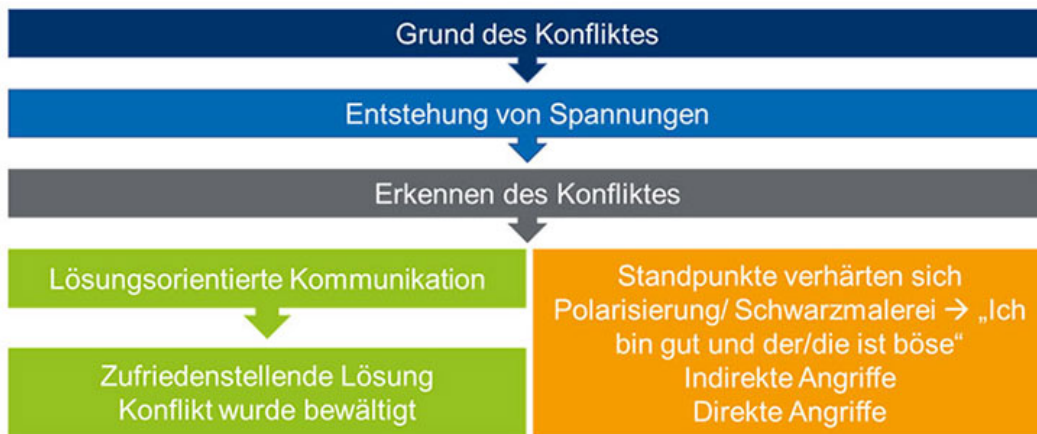 Grund des Konfliktes
Entstehung von Spannungen
Erkennen des Konfliktes
Lösungsorientierte Kommunikation
Zufriedenstellende Lösung
Konflikt wurde bewältigt
Standpunkte verhärten sich
Polarisierung/ Schwarzmalerei → „Ich
bin gut und der/die ist böse“
Indirekte Angriffe
Direkte Angriffe